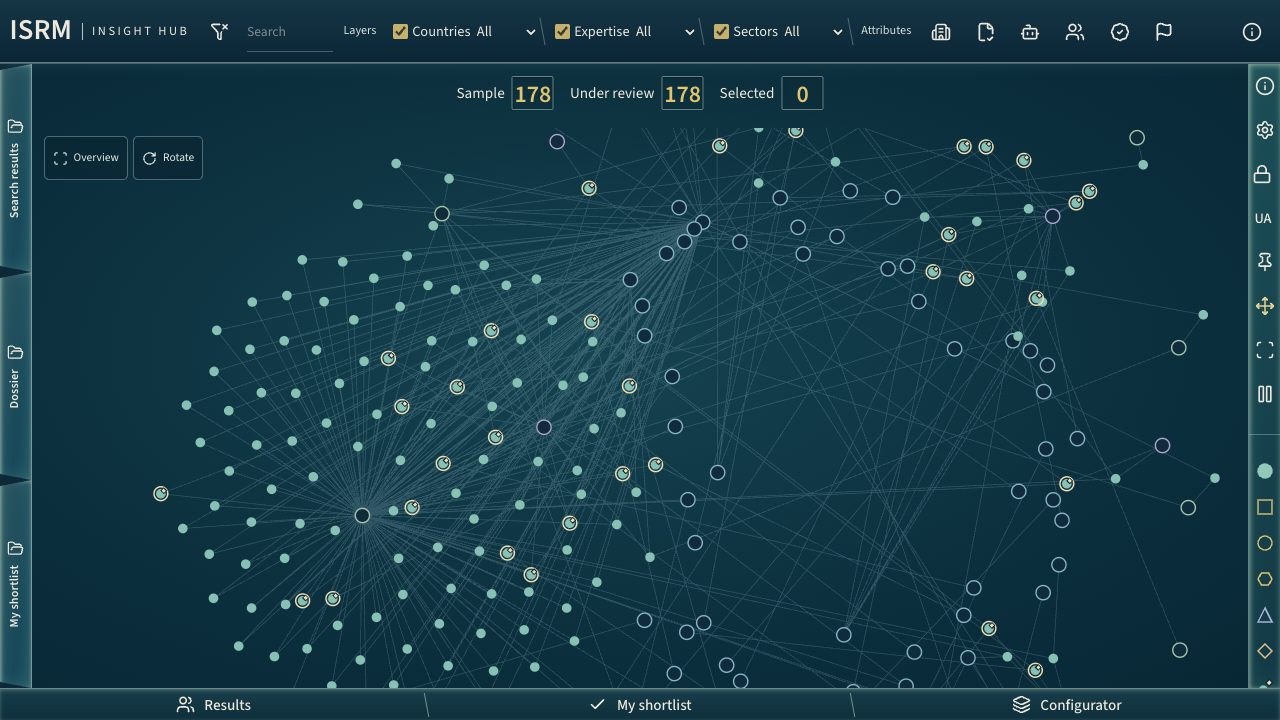 ISRM INSIGHT HUB Search Layers Countries All Expertise All Sectors All Attributes
Sample 178 Under review 178 Selected 0
Overview Rotate
Search results
Dossier
My shortlist
UA
Results My shortlist Configurator